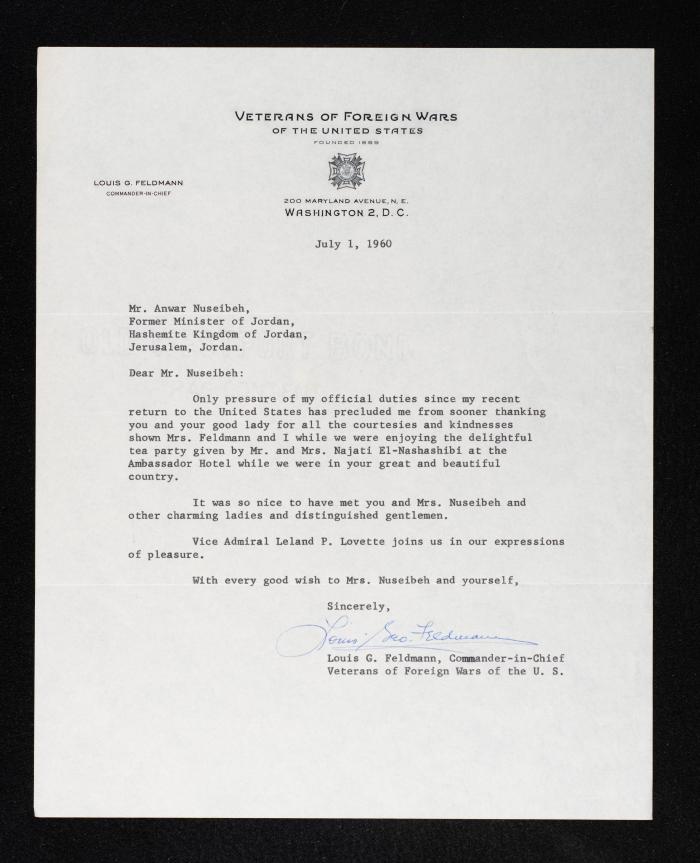 VETERANS OF FOREIGN WARS
OF THE UNITED STATES
FOUNDED 1899
LOUIS G. FELDMANN
COMMANDER-IN-CHIEF
200 MARYLAND AVENUE, N. E.
WASHINGTON 2, D. C.
July 1, 1960
Mr. Anwar Nuseibeh,
Former Minister of Jordan,
Hashemite Kingdom of Jordan,
Jerusalem, Jordan.
Dear Mr. Nuseibeh:
Only pressure of my official duties since my recent
return to the United States has precluded me from sooner thanking
you and your good lady for all the courtesies and kindnesses
shown Mrs. Feldmann and I while we were enjoying the delightful
tea party given by Mr. and Mrs. Najati El-Nashashibi at the
Ambassador Hotel while we were in your great and beautiful
country.
It was so nice to have met you and Mrs. Nuseibeh and
other charming ladies and distinguished gentlemen.
Vice Admiral Leland P. Lovette joins us in our expressions
of pleasure.
With every good wish to Mrs. Nuseibeh and yourself,
Sincerely,
Louis Geo. Feldmann
Louis G. Feldmann, Commander-in-Chief
Veterans of Foreign Wars of the U. S.